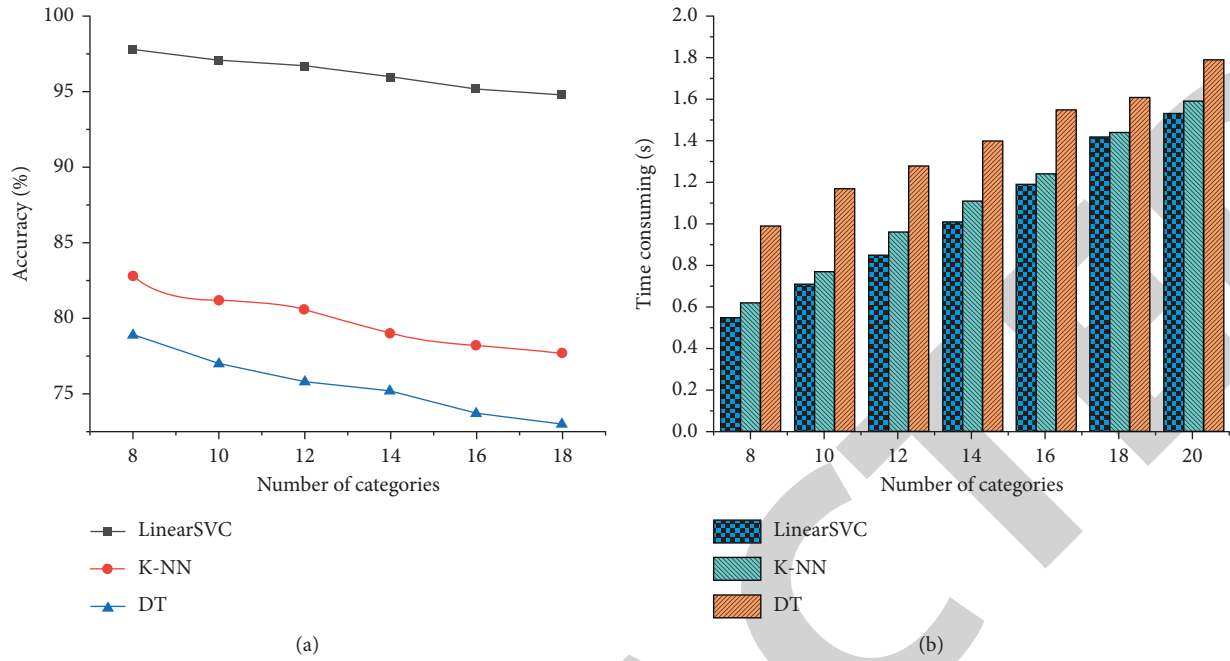 100
95
90
85
80
75
Accuracy (%)
8 10 12 14 16 18
Number of categories
LinearSVC
K-NN
DT
(a)
2.0
1.8
1.6
1.4
1.2
1.0
0.8
0.6
0.4
0.2
0.0
Time consuming (s)
8 10 12 14 16 18 20
Number of categories
LinearSVC
K-NN
DT
(b)